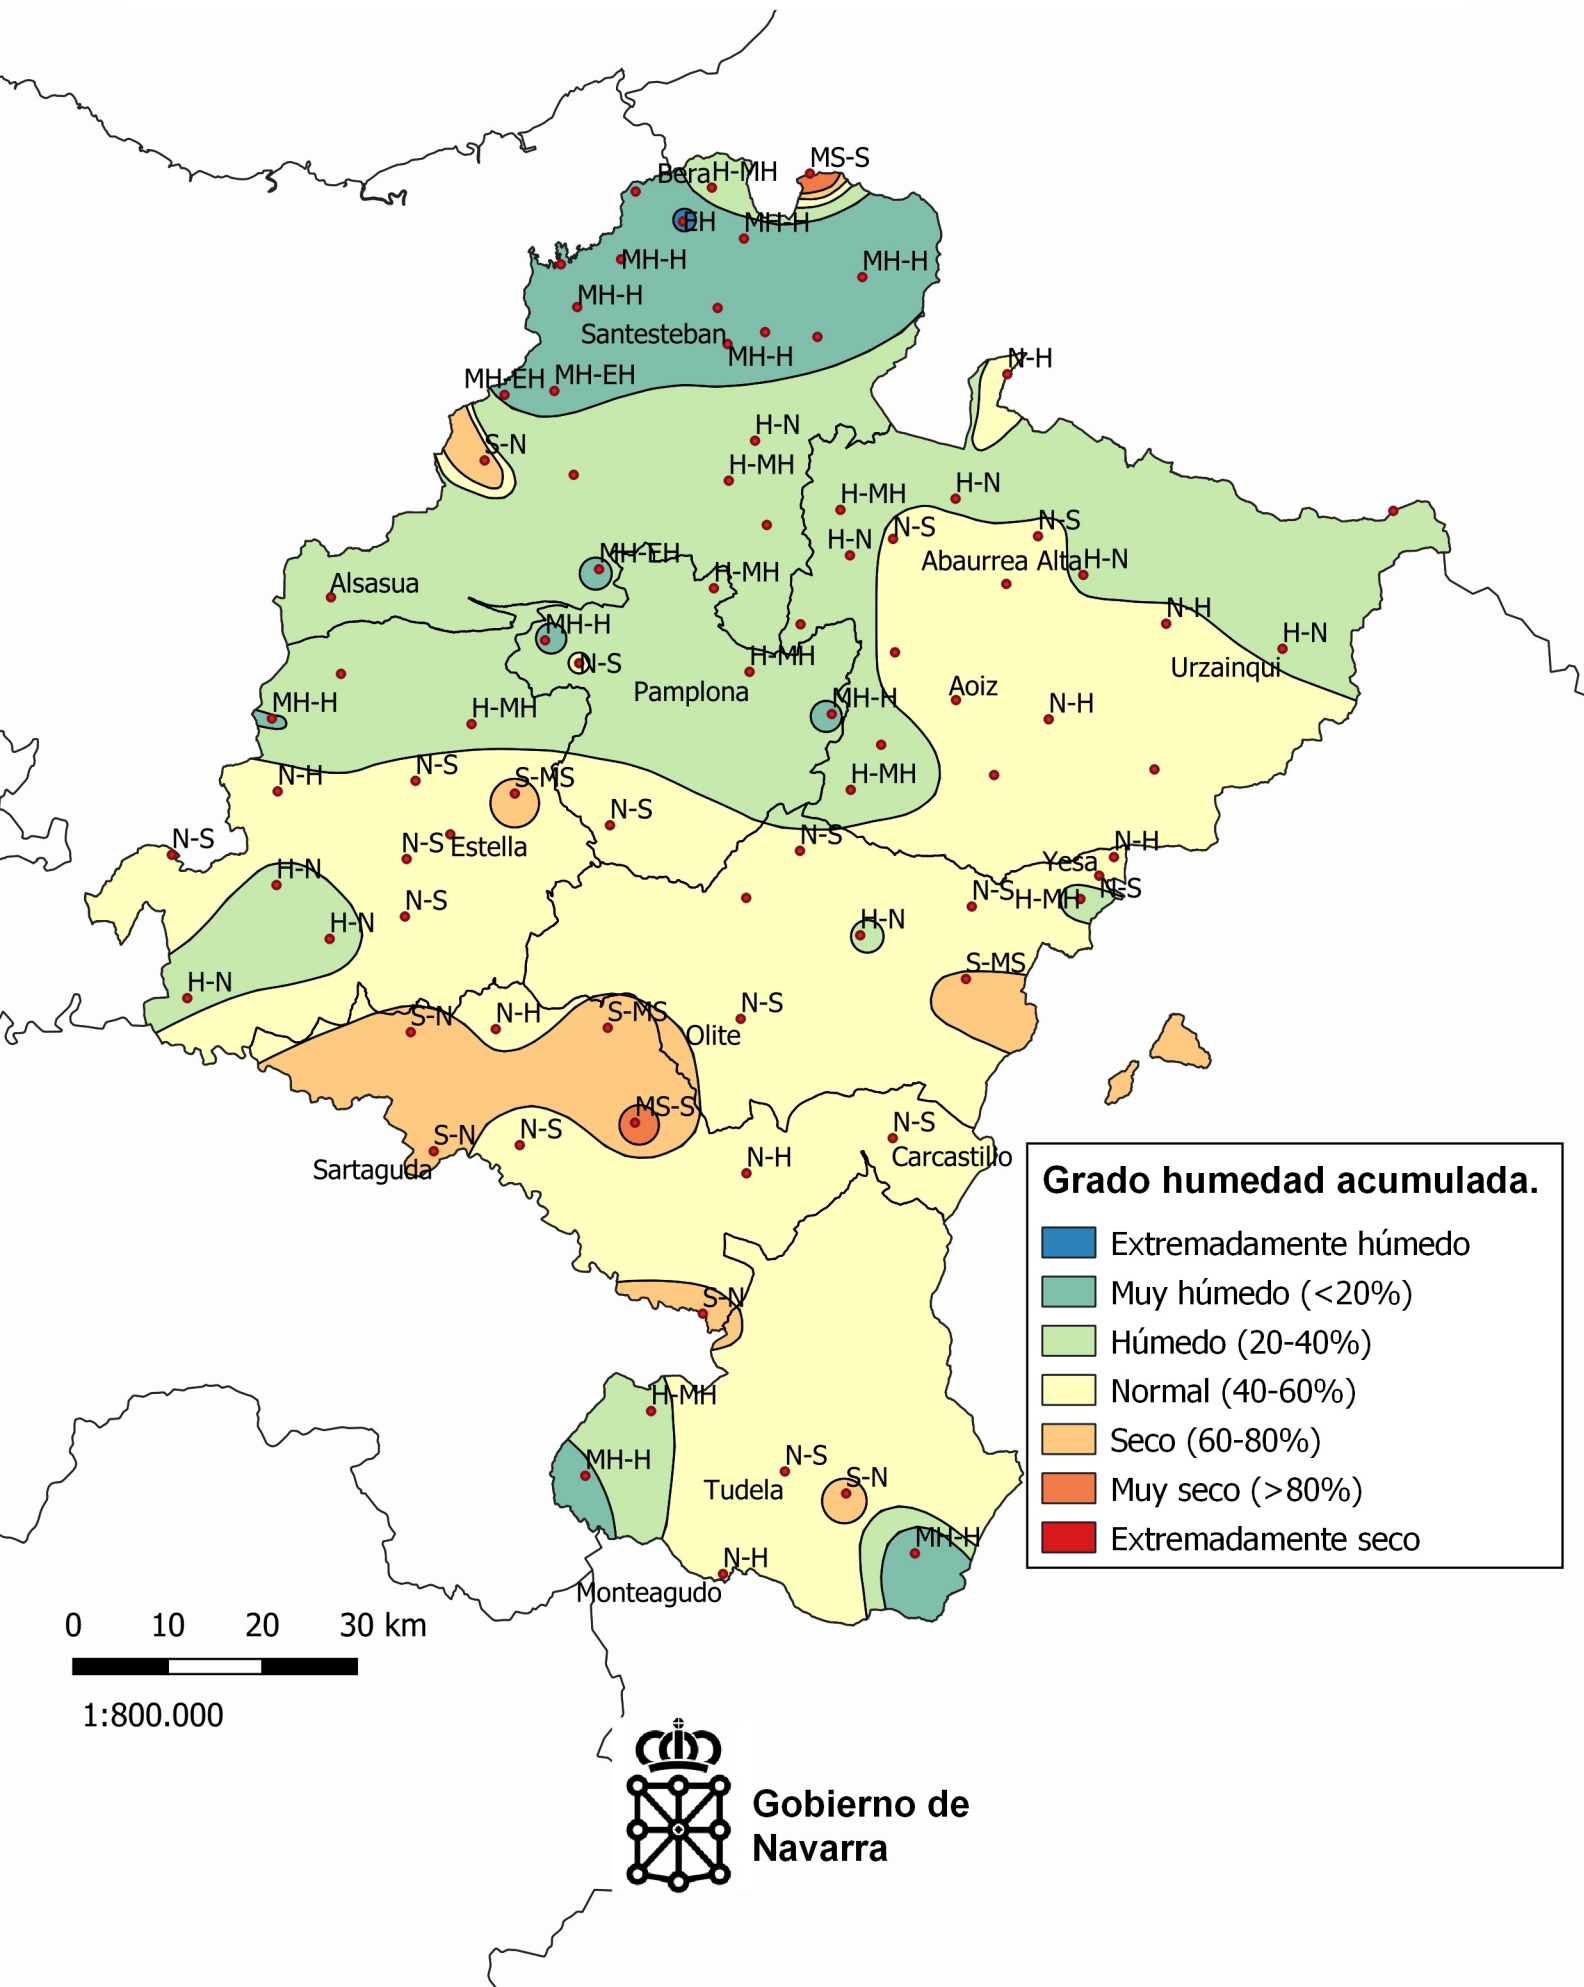 MS-S
Bera
H-MH
EH
MH-H
MH-H
MH-H
MH-H
Santesteban
MH-H
N-H
MH-EH
MH-EH
H-N
S-N
H-MH
H-MH
H-N
N-S
N-S
H-N
MH-EH
Abaurrea Alta
H-N
H-MH
Alsasua
N-H
MH-H
H-N
N-S
H-MH
Urzainqui
Pamplona
Aoiz
MH-H
MH-H
H-MH
N-H
N-H
N-S
S-MS
H-MH
N-S
N-S
N-S
N-S
Estella
N-H
Yesa
H-N
N-S
N-S
H-MH
N-S
H-N
H-N
H-N
S-MS
S-N
N-H
S-MS
N-S
Olite
MS-S
S-N
N-S
N-S
Sartaguda
N-H
Carcastillo
Grado humedad acumulada.
Extremadamente húmedo
Muy húmedo (<20%)
Húmedo (20-40%)
Normal (40-60%)
Seco (60-80%)
Muy seco (>80%)
Extremadamente seco
S-N
H-MH
MH-H
N-S
S-N
Tudela
MH-H
N-H
Monteagudo
0 10 20 30 km
1:800.000
Gobierno de
Navarra